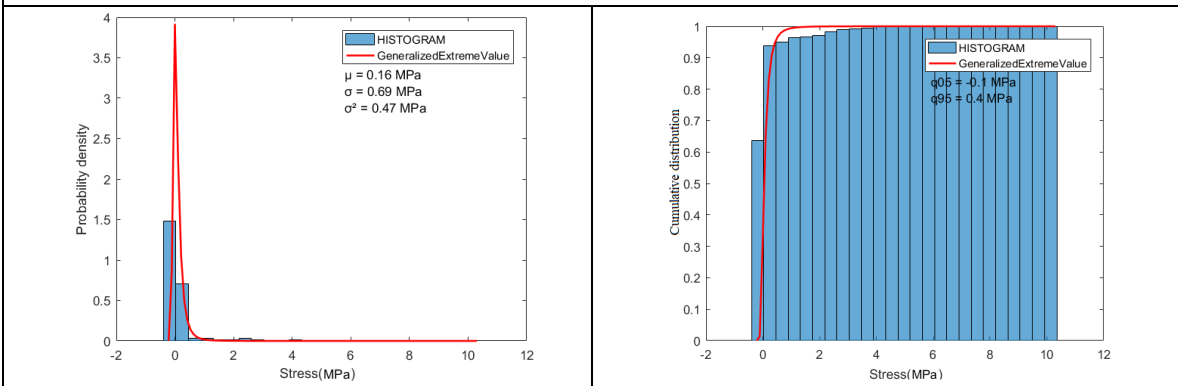 Probability density
4
3.5
3
2.5
2
1.5
1
0.5
0
-2
0
2
4
6
8
10
12
Stress(MPa)
HISTOGRAM
GeneralizedExtremeValue
μ = 0.16 MPa
σ = 0.69 MPa
σ² = 0.47 MPa
Cumulative distribution
1
0.9
0.8
0.7
0.6
0.5
0.4
0.3
0.2
0.1
0
-2
0
2
4
6
8
10
12
Stress(MPa)
HISTOGRAM
GeneralizedExtremeValue
q05 = -0.1 MPa
q95 = 0.4 MPa